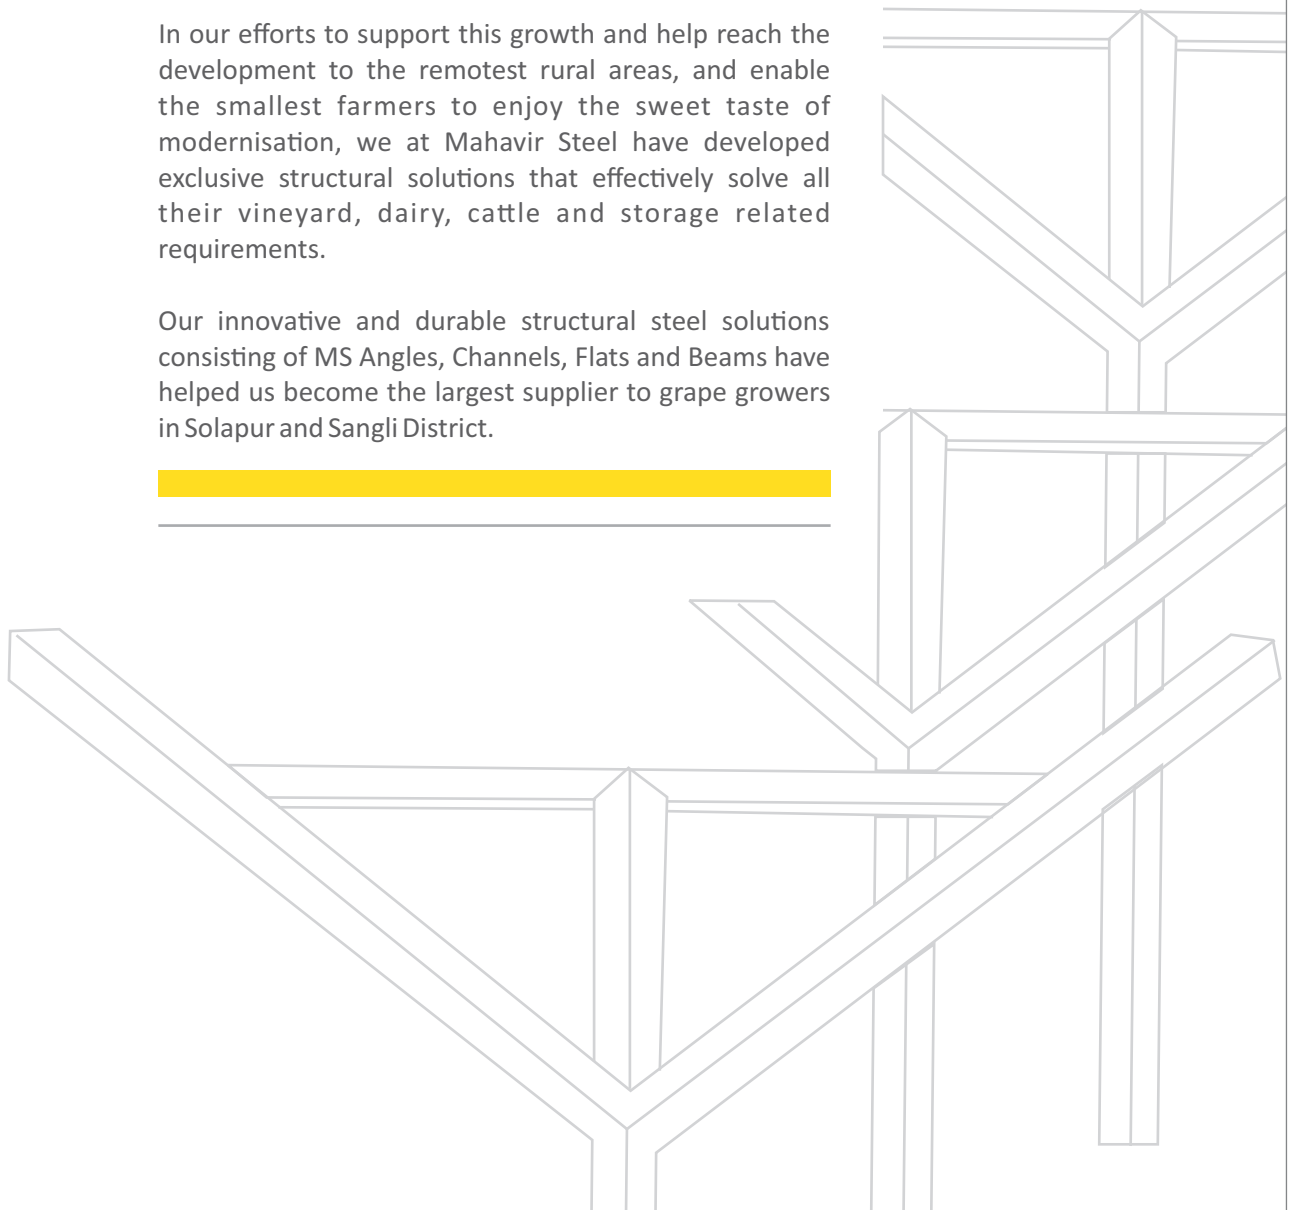 In our efforts to support this growth and help reach the
development to the remotest rural areas, and enable
the smallest farmers to enjoy the sweet taste of
modernisation, we at Mahavir Steel have developed
exclusive structural solutions that effectively solve all
their vineyard, dairy, cattle and storage related
requirements.
Our innovative and durable structural steel solutions
consisting of MS Angles, Channels, Flats and Beams have
helped us become the largest supplier to grape growers
in Solapur and Sangli District.